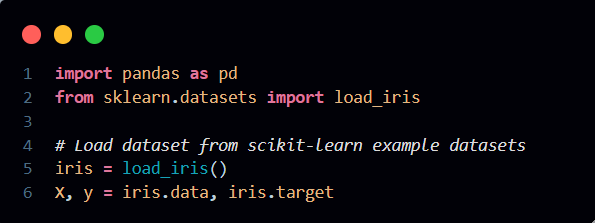 1 import pandas as pd
2 from sklearn.datasets import load_iris
3
4 # Load dataset from scikit-learn example datasets
5 iris = load_iris()
6 X, y = iris.data, iris.target